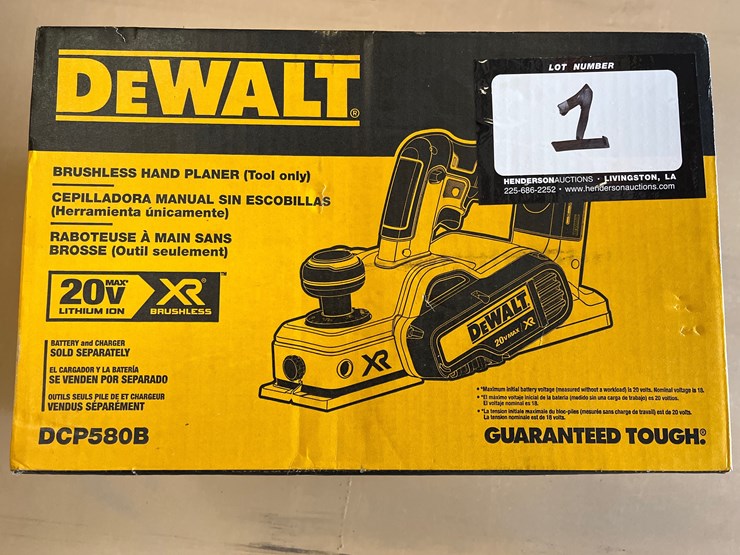 DEWALT®
LOT NUMBER
1
HENDERSONAUCTIONS · LIVINGSTON, LA
225-686-2252 · www.hendersonauctions.com
BRUSHLESS HAND PLANER (Tool only)
CEPILLADORA MANUAL SIN ESCOBILLAS
(Herramienta únicamente)
RABOTEUSE À MAIN SANS
BROSSE (Outil seulement)
20V MAX*
LITHIUM ION
XR®
BRUSHLESS
™
BATTERY and CHARGER
SOLD SEPARATELY
EL CARGADOR Y LA BATERÍA
SE VENDEN POR SEPARADO
OUTILS SEULS PILE DE ET CHARGEUR
VENDUS SÉPARÉMENT
DCP580B
DEWALT
20V MAX XR
XR
*Maximum initial battery voltage (measured without a workload) is 20 volts. Nominal voltage is 18.
*El máximo voltaje inicial de la batería (medido sin una carga de trabajo) es 20 voltios.
El voltaje nominal es 18.
*La tension initiale maximale du bloc-piles (mesurée sans charge de travail) est de 20 volts.
La tension nominale est de 18 volts.
GUARANTEED TOUGH.®